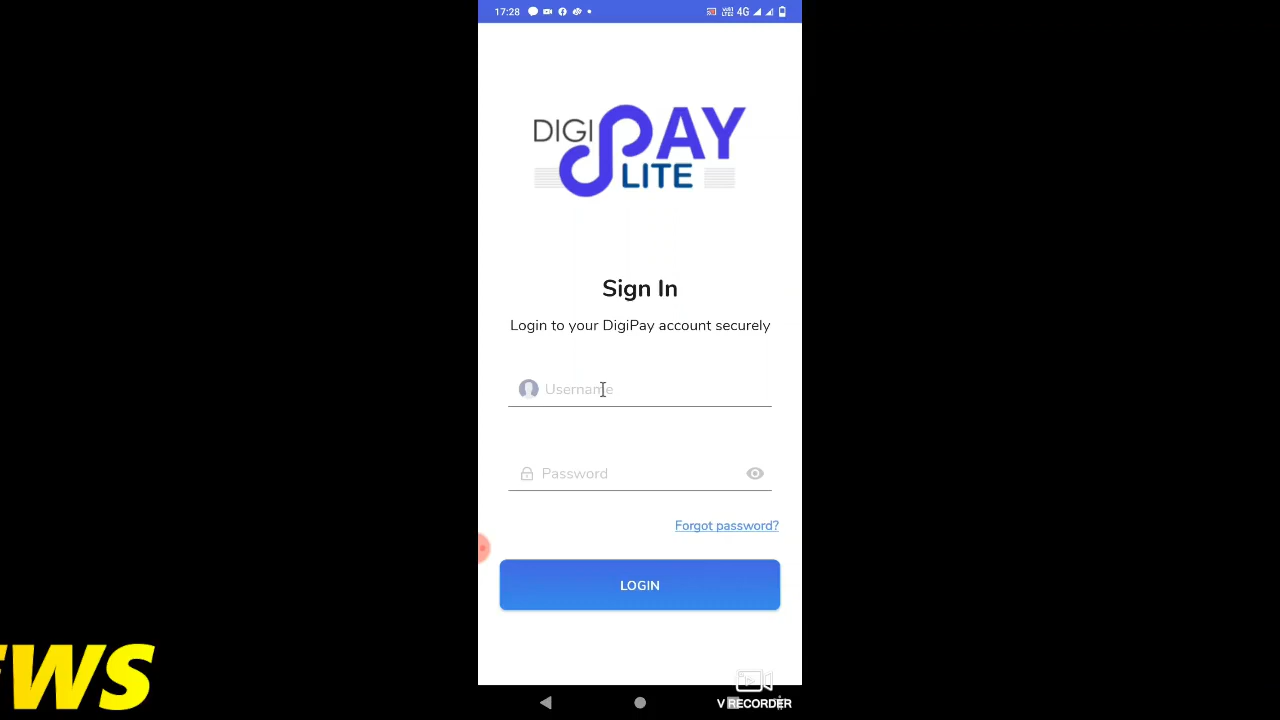 17:28
4G
DIGI PAY
LITE
Sign In
Login to your DigiPay account securely
Username
Password
Forgot password?
LOGIN
EWS
V RECORDER